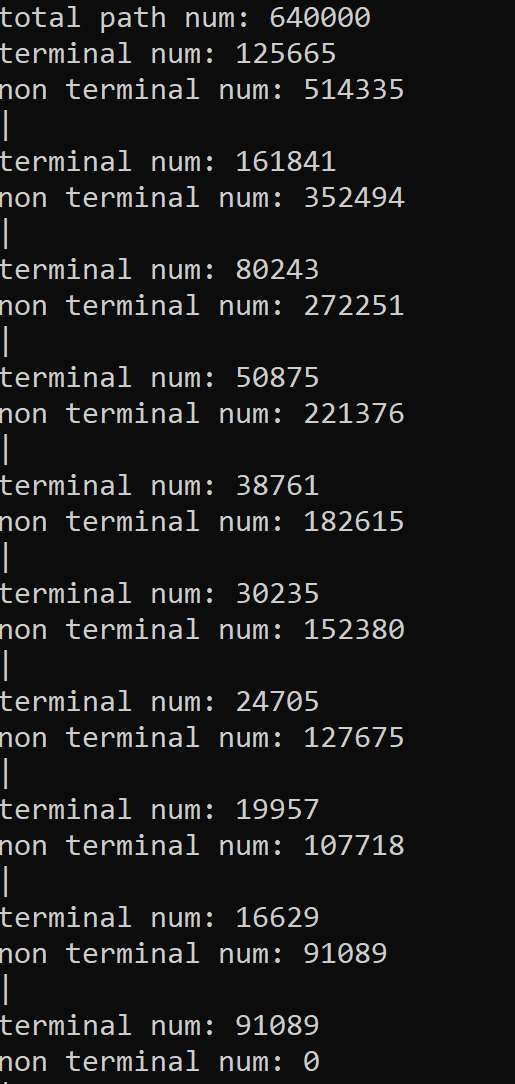 total path num: 640000
terminal num: 125665
non terminal num: 514335
|
terminal num: 161841
non terminal num: 352494
|
terminal num: 80243
non terminal num: 272251
|
terminal num: 50875
non terminal num: 221376
|
terminal num: 38761
non terminal num: 182615
|
terminal num: 30235
non terminal num: 152380
|
terminal num: 24705
non terminal num: 127675
|
terminal num: 19957
non terminal num: 107718
|
terminal num: 16629
non terminal num: 91089
|
terminal num: 91089
non terminal num: 0